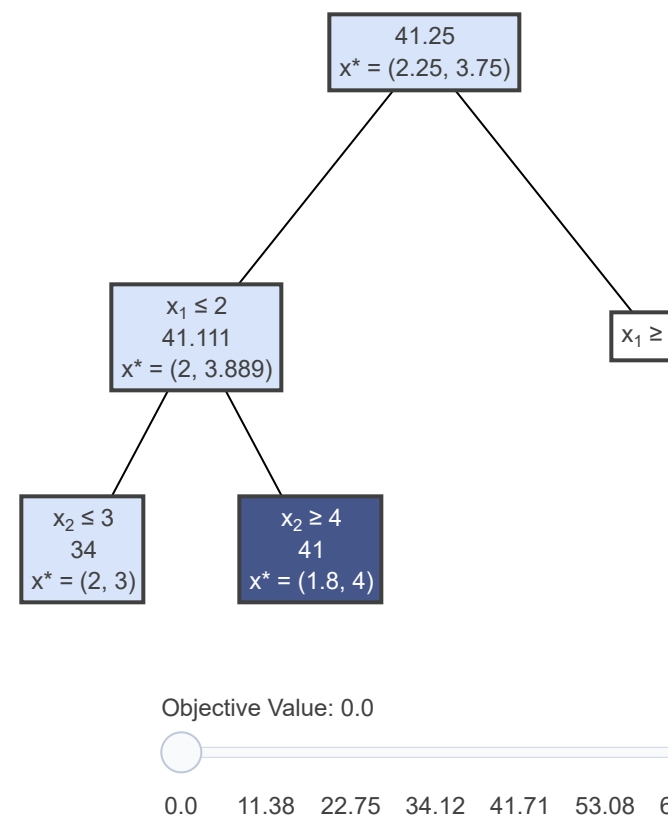 41.25
x* = (2.25, 3.75)
x₁ ≤ 2
41.111
x* = (2, 3.889)
x₁ ≥
x₂ ≤ 3
34
x* = (2, 3)
x₂ ≥ 4
41
x* = (1.8, 4)
Objective Value: 0.0
0.0 11.38 22.75 34.12 41.71 53.08